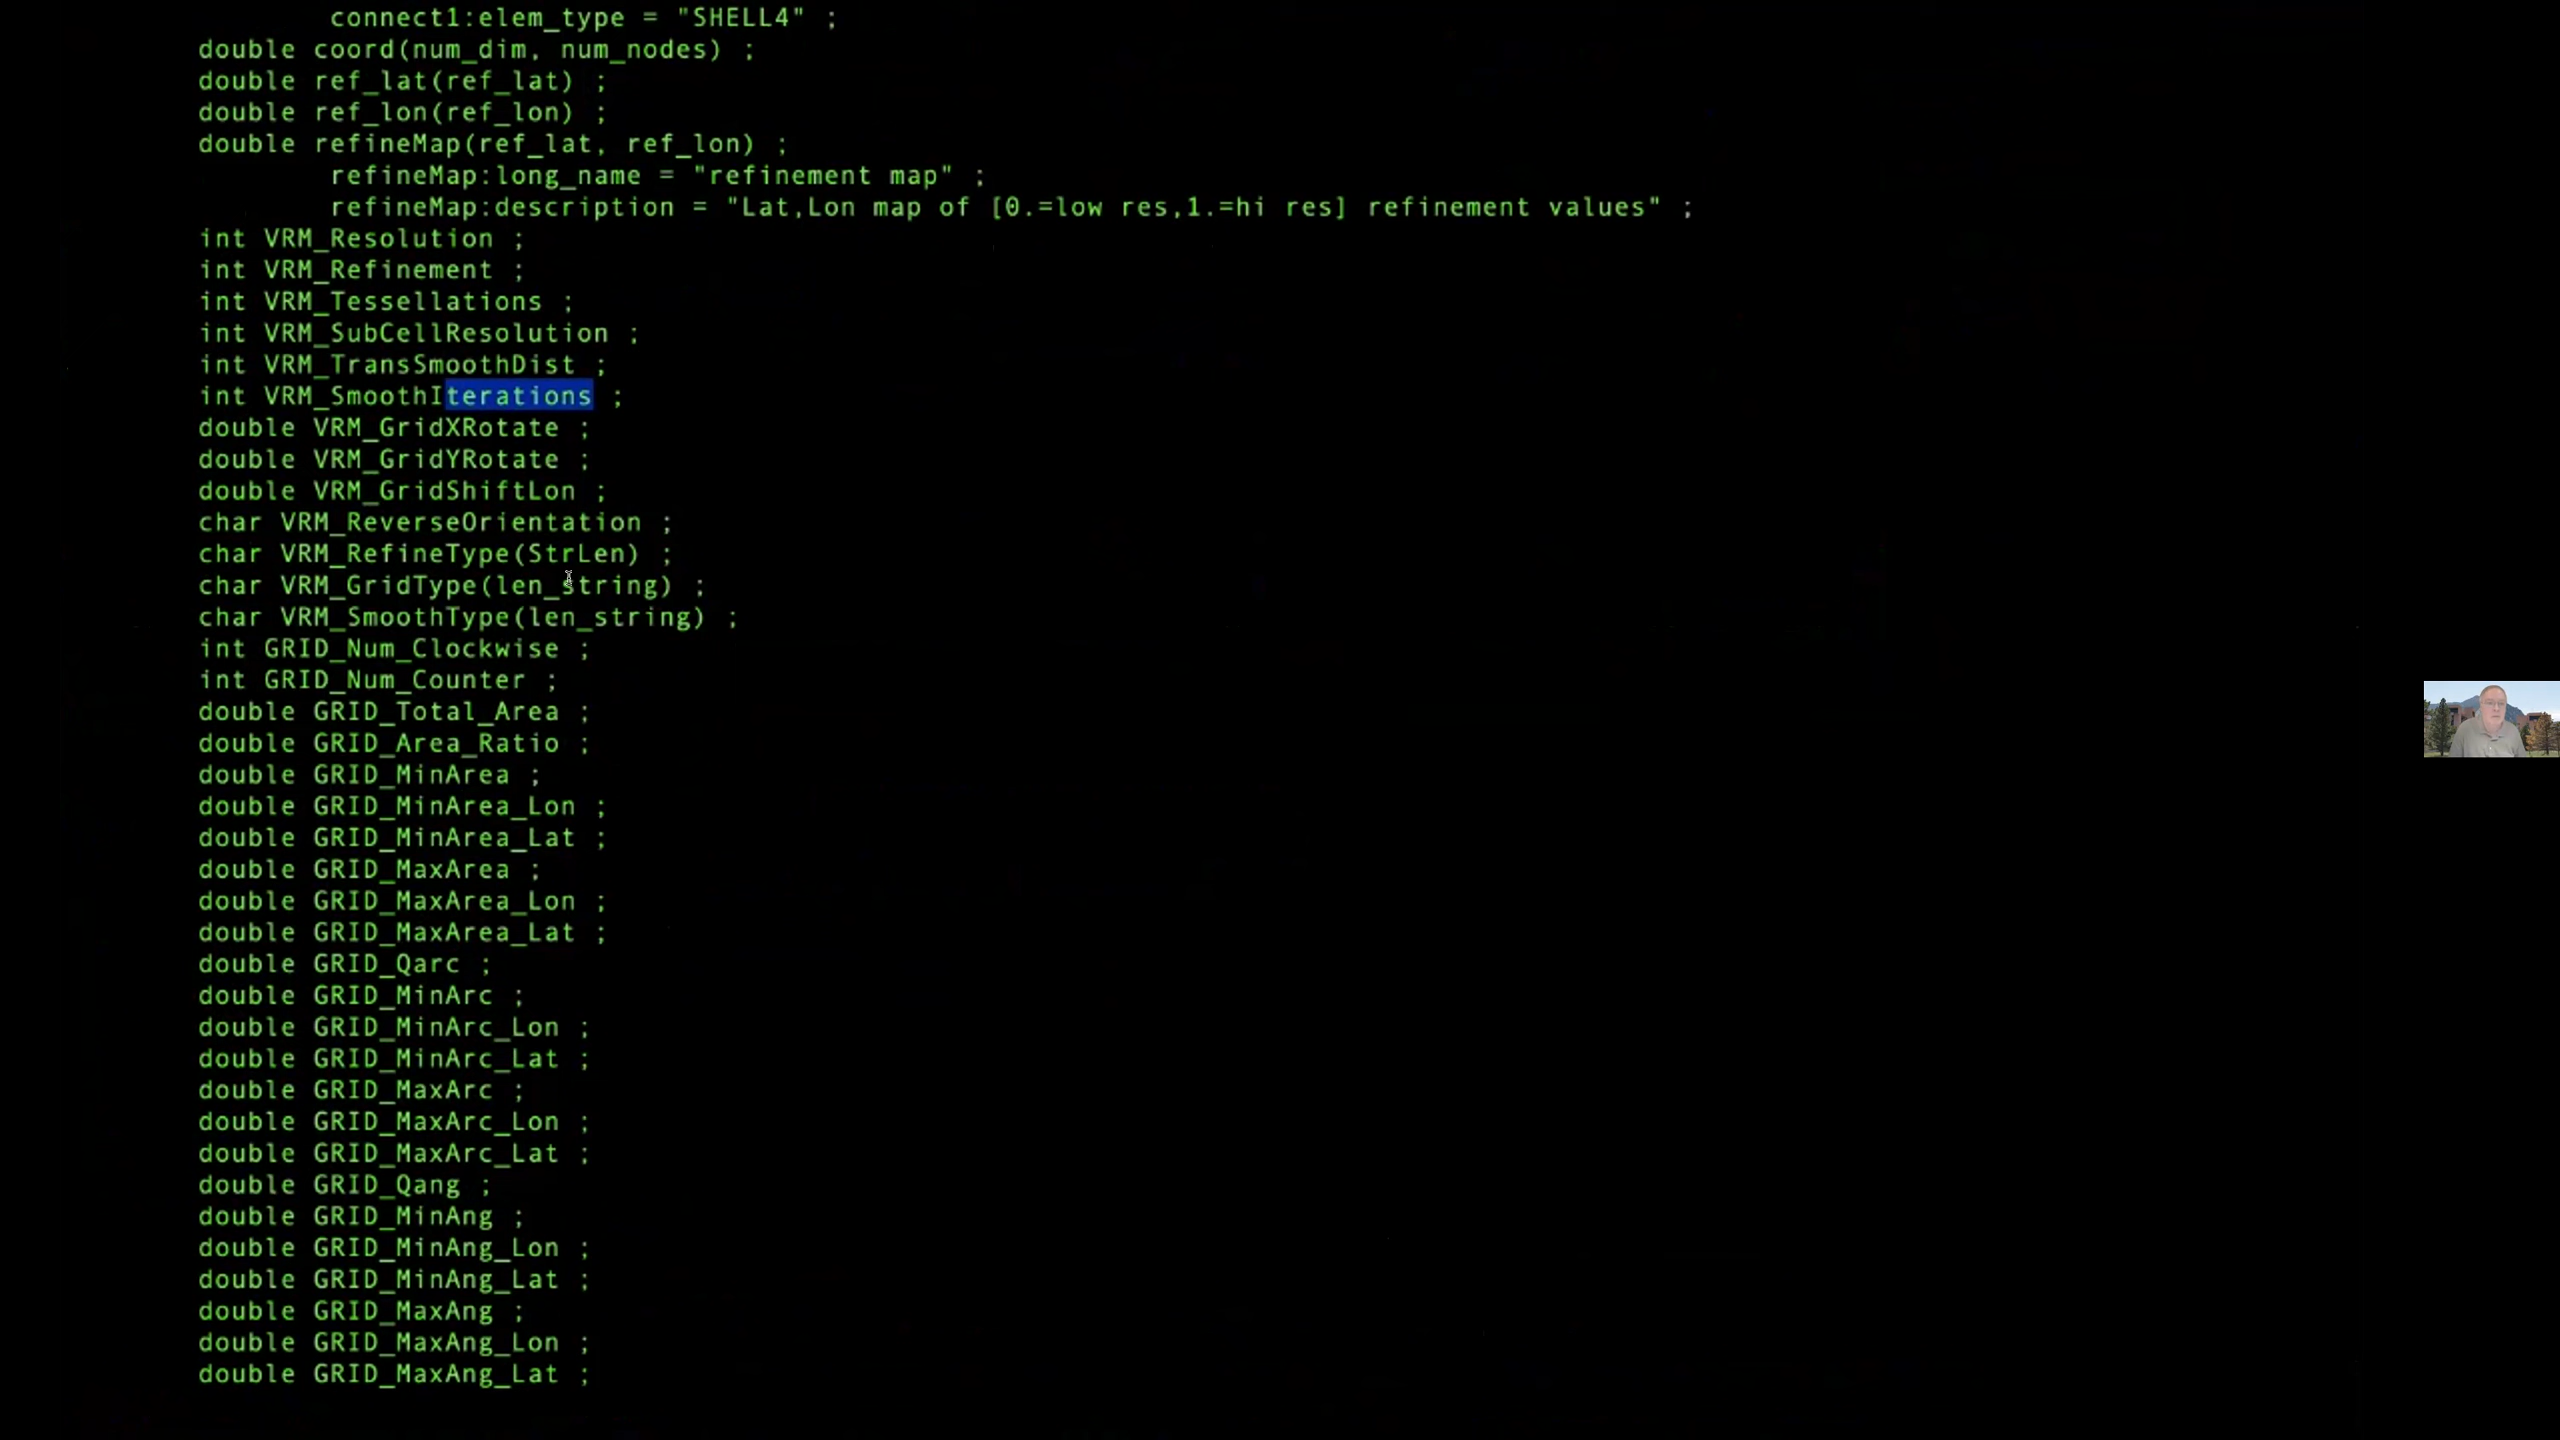 connect1:elem_type = "SHELL4" ;
double coord(num_dim, num_nodes) ;
double ref_lat(ref_lat) ;
double ref_lon(ref_lon) ;
double refineMap(ref_lat, ref_lon) ;
refineMap:long_name = "refinement map" ;
refineMap:description = "Lat,Lon map of [0.=low res,1.=hi res] refinement values" ;
int VRM_Resolution ;
int VRM_Refinement ;
int VRM_Tessellations ;
int VRM_SubCellResolution ;
int VRM_TransSmoothDist ;
int VRM_SmoothIterations ;
double VRM_GridXRotate ;
double VRM_GridYRotate ;
double VRM_GridShiftLon ;
char VRM_ReverseOrientation ;
char VRM_RefineType(StrLen) ;
char VRM_GridType(len_string) ;
char VRM_SmoothType(len_string) ;
int GRID_Num_Clockwise ;
int GRID_Num_Counter ;
double GRID_Total_Area ;
double GRID_Area_Ratio ;
double GRID_MinArea ;
double GRID_MinArea_Lon ;
double GRID_MinArea_Lat ;
double GRID_MaxArea ;
double GRID_MaxArea_Lon ;
double GRID_MaxArea_Lat ;
double GRID_Qarc ;
double GRID_MinArc ;
double GRID_MinArc_Lon ;
double GRID_MinArc_Lat ;
double GRID_MaxArc ;
double GRID_MaxArc_Lon ;
double GRID_MaxArc_Lat ;
double GRID_Qang ;
double GRID_MinAng ;
double GRID_MinAng_Lon ;
double GRID_MinAng_Lat ;
double GRID_MaxAng ;
double GRID_MaxAng_Lon ;
double GRID_MaxAng_Lat ;